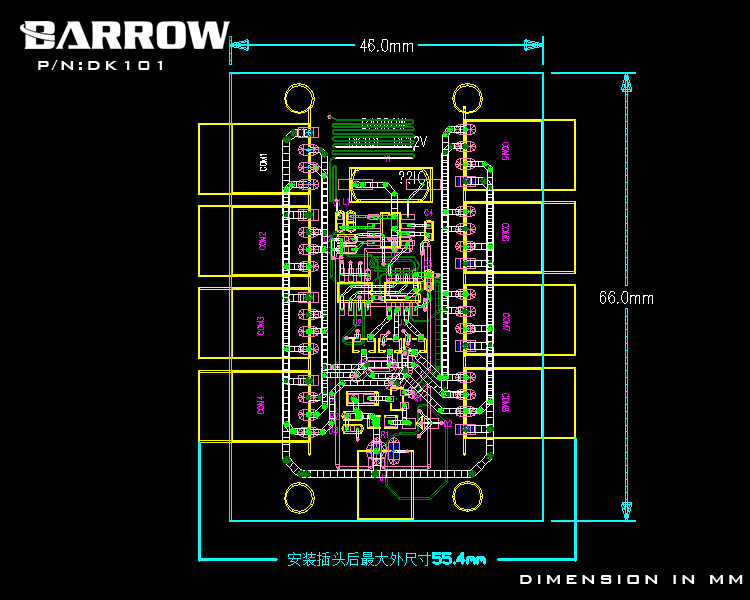 BARROW
P/N:DK101
46.0mm
BARROW
DK101 DC12V
??IC
COM1
COM5
COM2
COM6
C4
COM3
COM7
66.0mm
COM4
安装插头后最大外尺寸55.4mm
DIMENSION IN MM